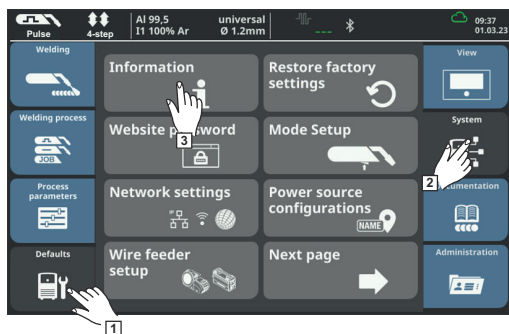 Pulse
4-step
Al 99,5
I1 100% Ar
universal
Ø 1.2mm
---
09:37
01.03.23
Welding
Welding process
JOB
Process
parameters
Defaults
1
Information
3
Restore factory
settings
Website password
Mode Setup
Network settings
Power source
configurations
NAME
Wire feeder
setup
Next page
View
System
2
Documentation
Administration